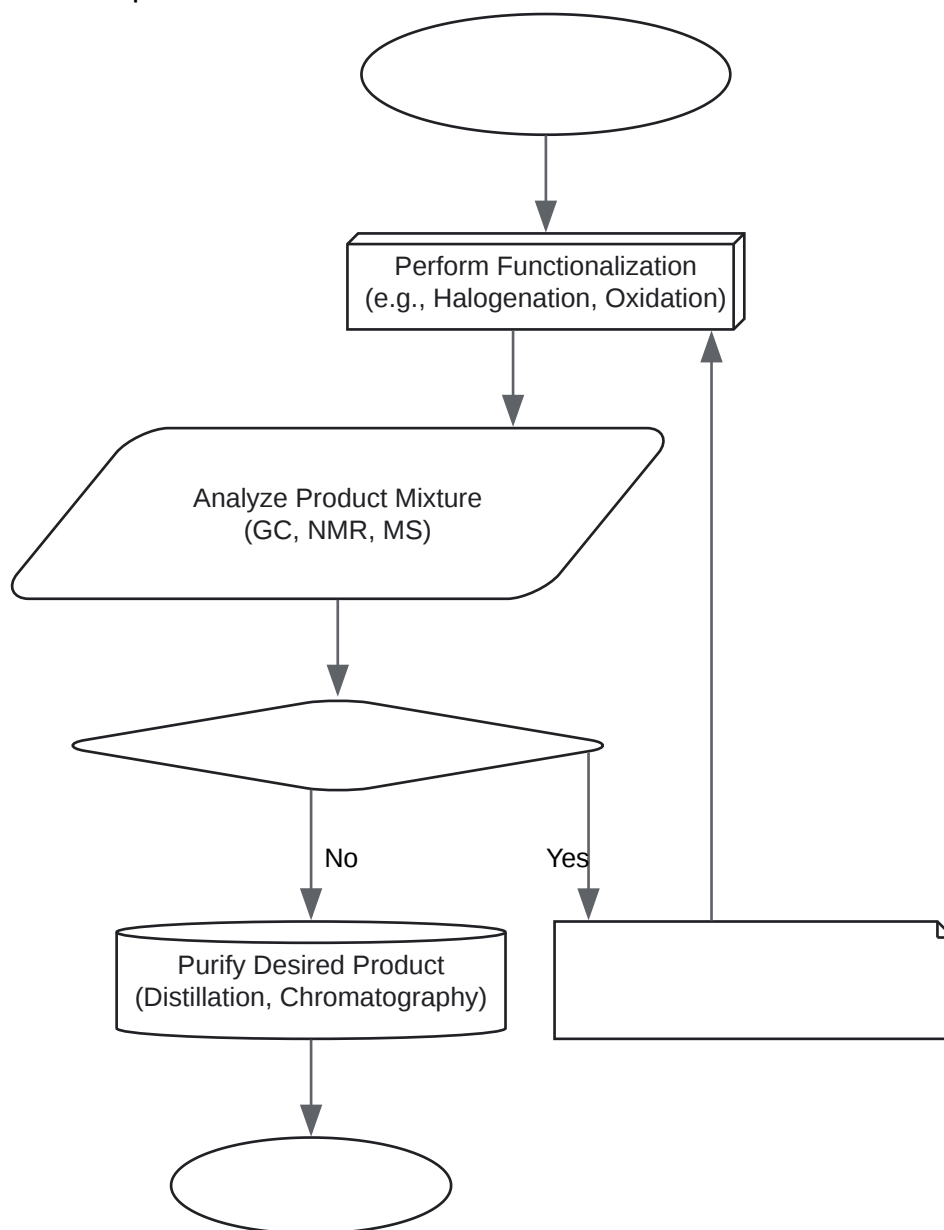 Perform Functionalization
(e.g., Halogenation, Oxidation)
Analyze Product Mixture
(GC, NMR, MS)
No
Yes
Purify Desired Product
(Distillation, Chromatography)